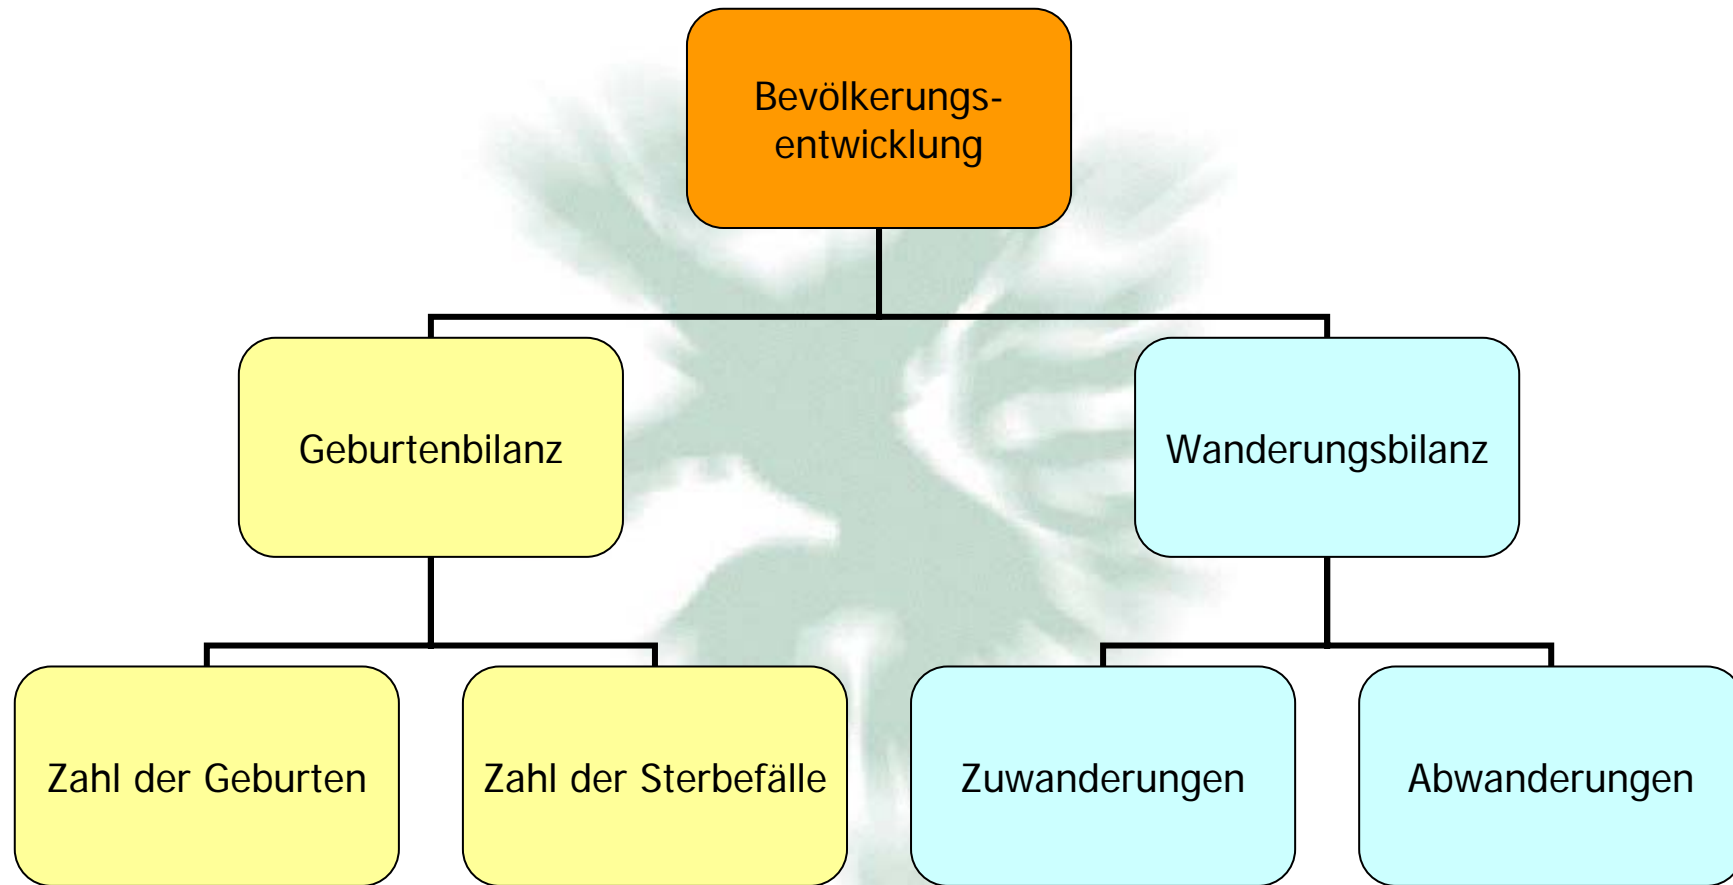 Bevölkerungs-
entwicklung
Geburtenbilanz
Wanderungsbilanz
Zahl der Geburten
Zahl der Sterbefälle
Zuwanderungen
Abwanderungen